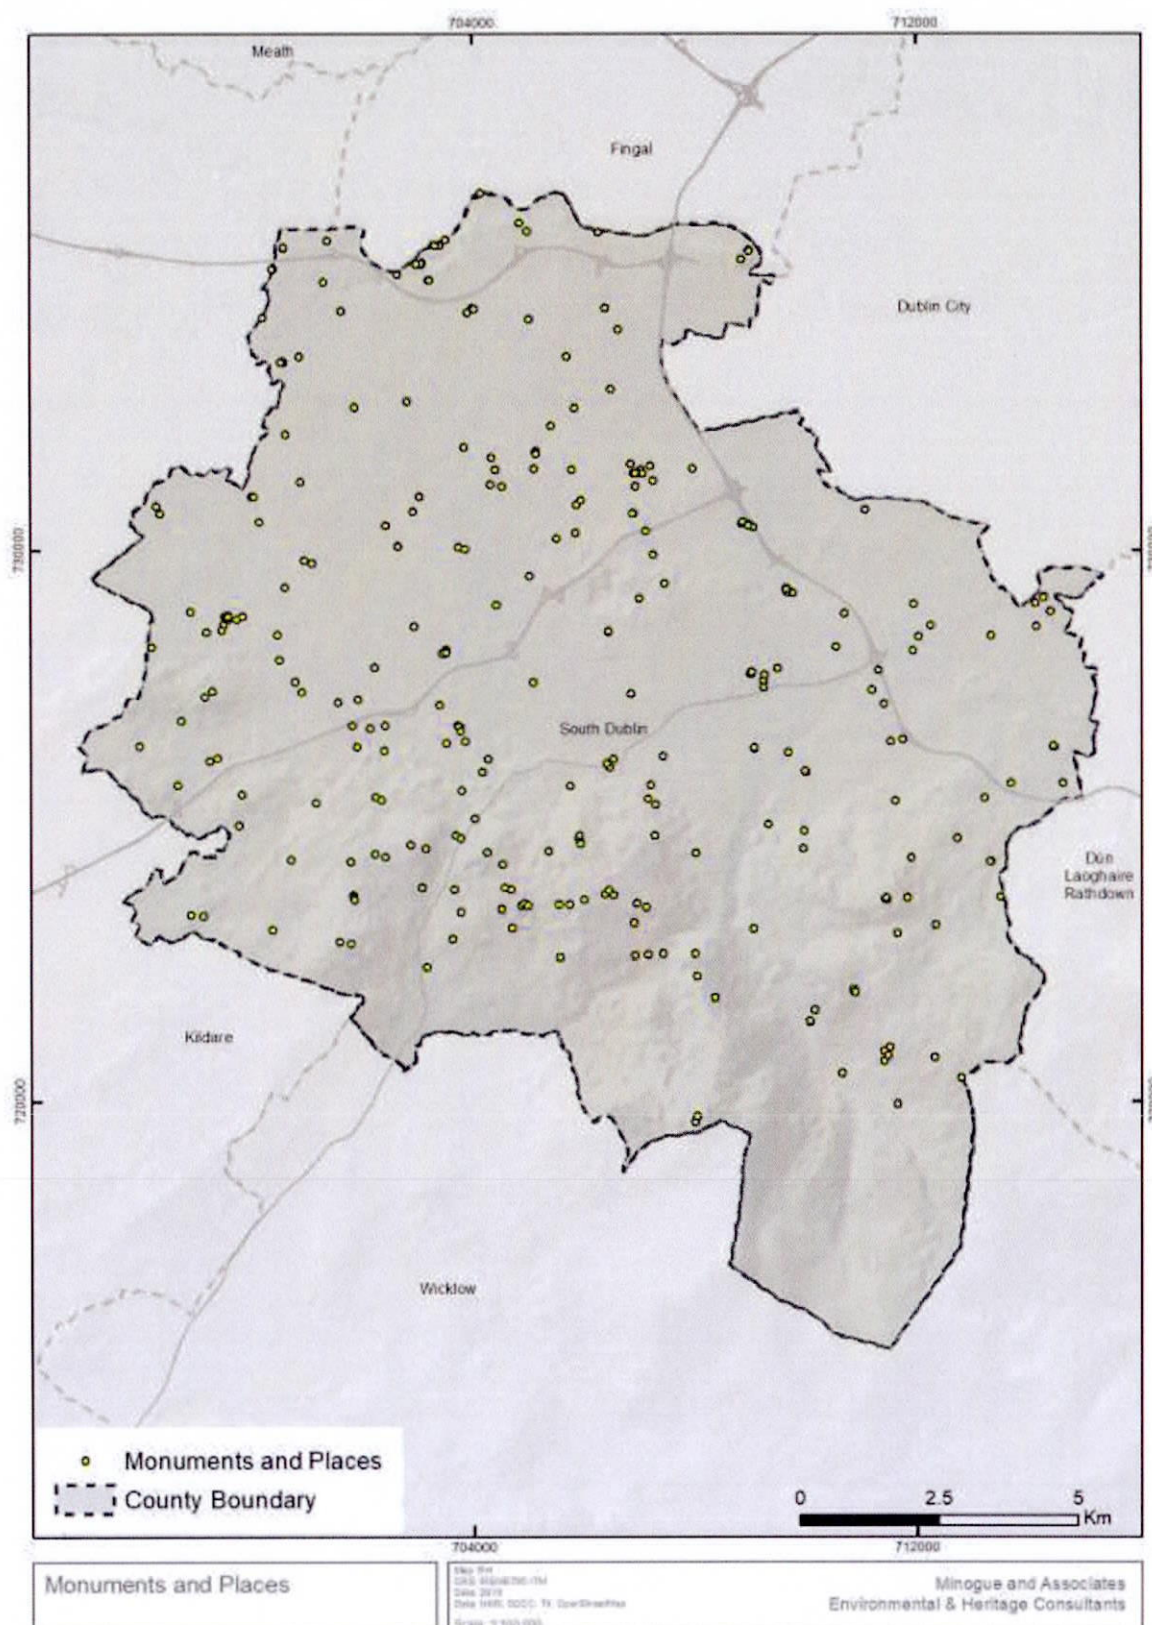 704000
712000
Meath
Fingal
Dublin City
730000
South Dublin
Dún
Laoghaire
Rathdown
Kildare
720000
Wicklow
Monuments and Places
County Boundary
0 2.5 5
Km
704000
712000
Monuments and Places
Minogue and Associates
Environmental & Heritage Consultants